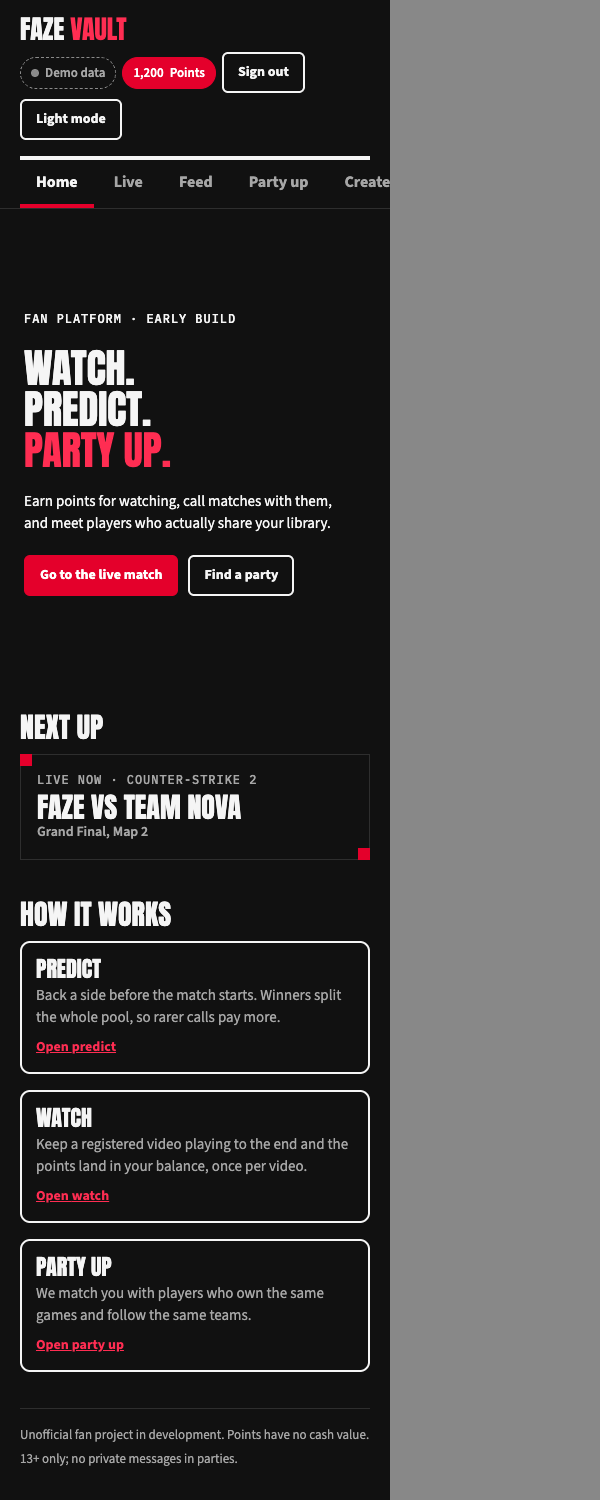 FAZE VAULT
Demo data
1,200 Points
Sign out
Light mode
Home Live Feed Party up Create
FAN PLATFORM · EARLY BUILD
WATCH.
PREDICT.
PARTY UP.
Earn points for watching, call matches with them,
and meet players who actually share your library.
Go to the live match
Find a party
NEXT UP
LIVE NOW · COUNTER-STRIKE 2
FAZE VS TEAM NOVA
Grand Final, Map 2
HOW IT WORKS
PREDICT
Back a side before the match starts. Winners split
the whole pool, so rarer calls pay more.
Open predict
WATCH
Keep a registered video playing to the end and the
points land in your balance, once per video.
Open watch
PARTY UP
We match you with players who own the same
games and follow the same teams.
Open party up
Unofficial fan project in development. Points have no cash value.
13+ only; no private messages in parties.